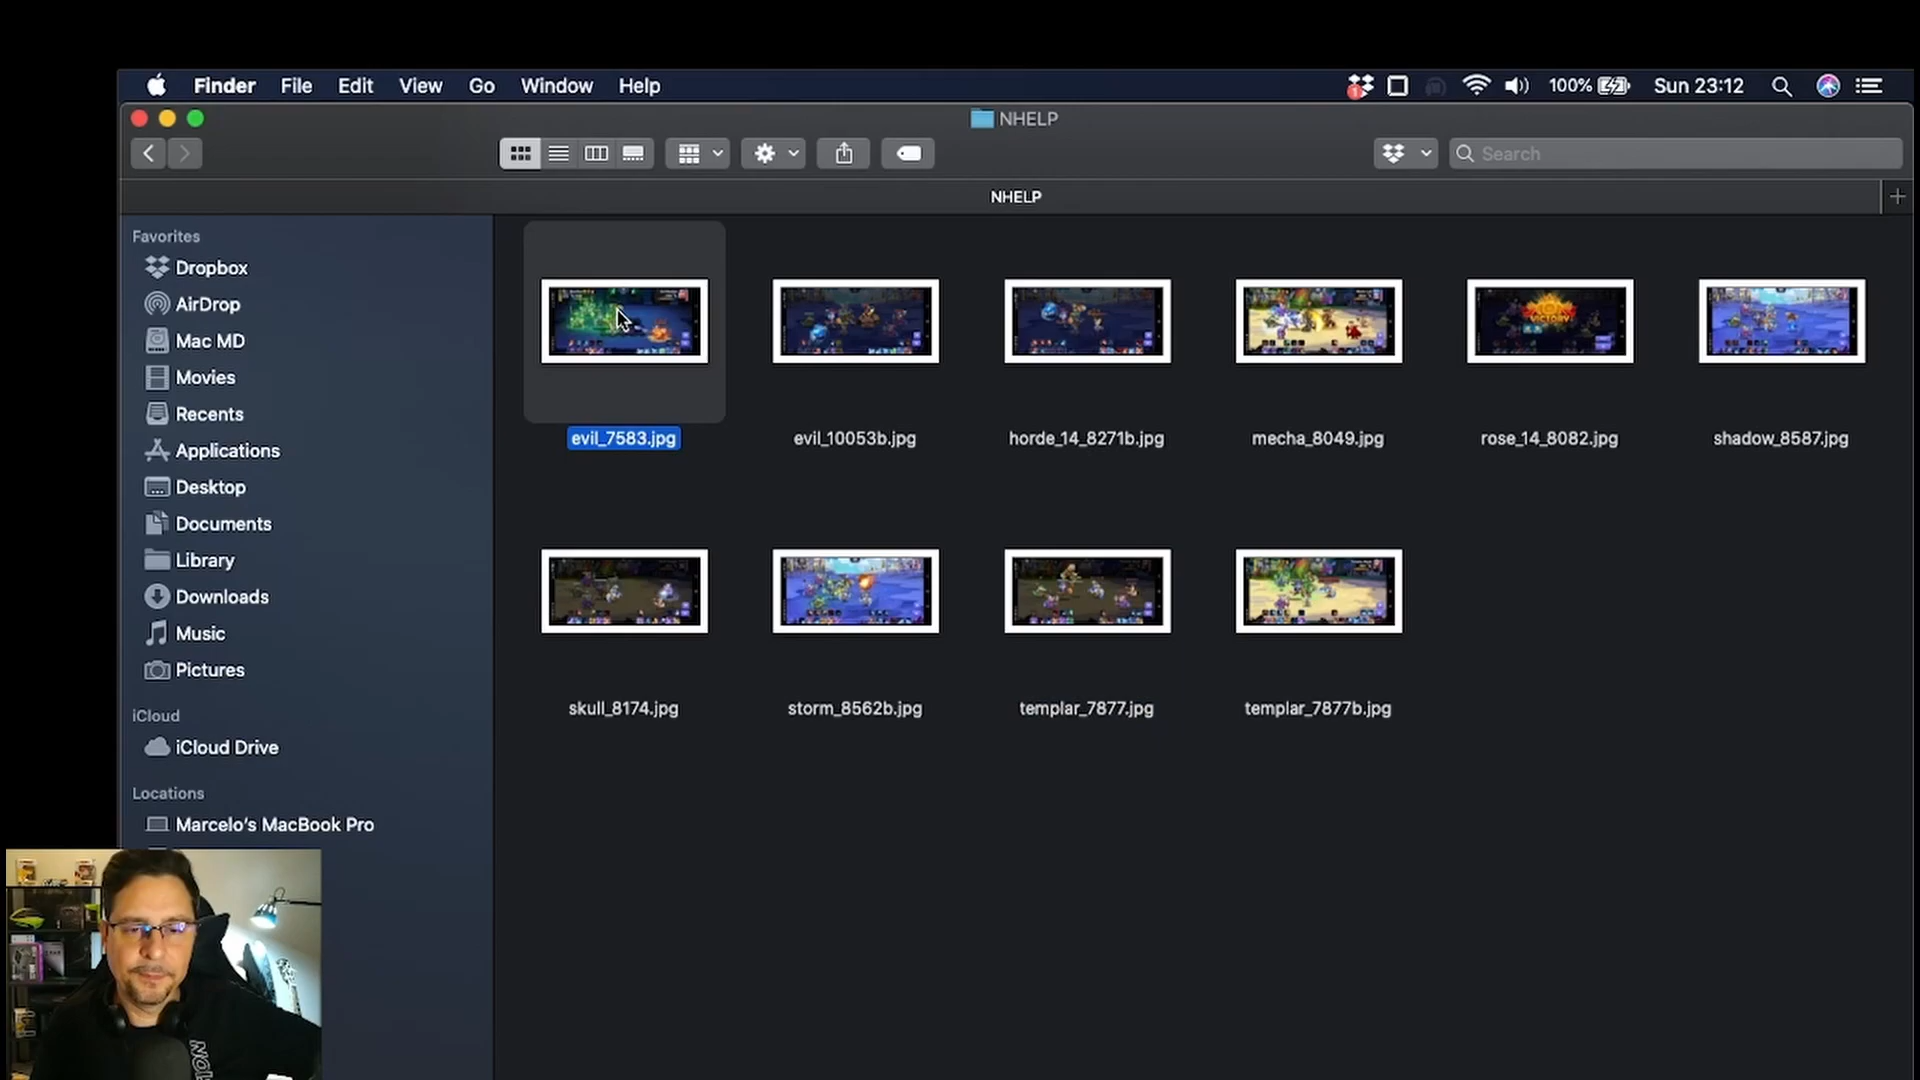 Finder File Edit View Go Window Help 100% Sun 23:12
NHELP
Search
NHELP
Favorites
Dropbox
AirDrop
Mac MD
Movies
Recents
Applications
Desktop
Documents
Library
Downloads
Music
Pictures
iCloud
iCloud Drive
Locations
Marcelo's MacBook Pro
evil_7583.jpg evil_10053b.jpg horde_14_8271b.jpg mecha_8049.jpg rose_14_8082.jpg shadow_8587.jpg
VICTORY
skull_8174.jpg storm_8562b.jpg templar_7877.jpg templar_7877b.jpg